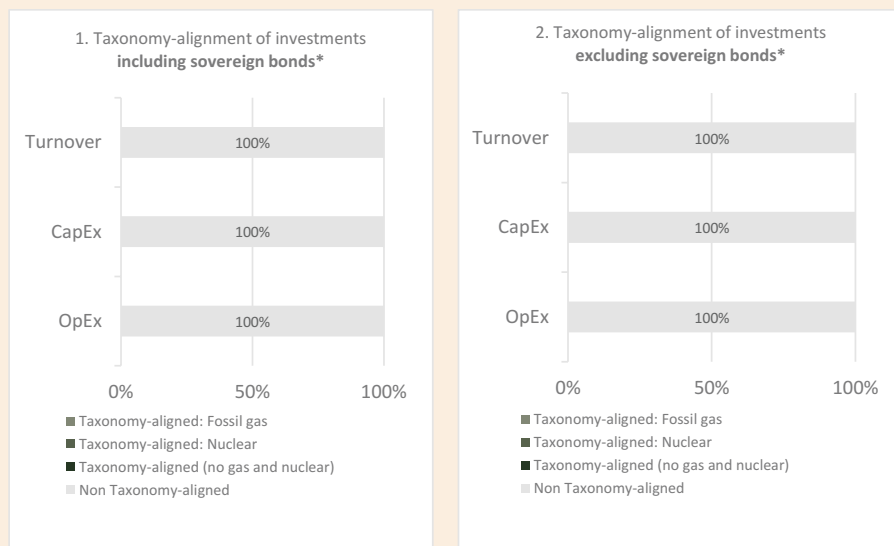 1. Taxonomy-alignment of investments
including sovereign bonds*
Turnover
100%
CapEx
100%
OpEx
100%
0%
50%
100%
Taxonomy-aligned: Fossil gas
Taxonomy-aligned: Nuclear
Taxonomy-aligned (no gas and nuclear)
Non Taxonomy-aligned
2. Taxonomy-alignment of investments
excluding sovereign bonds*
Turnover
100%
CapEx
100%
OpEx
100%
0%
50%
100%
Taxonomy-aligned: Fossil gas
Taxonomy-aligned: Nuclear
Taxonomy-aligned (no gas and nuclear)
Non Taxonomy-aligned